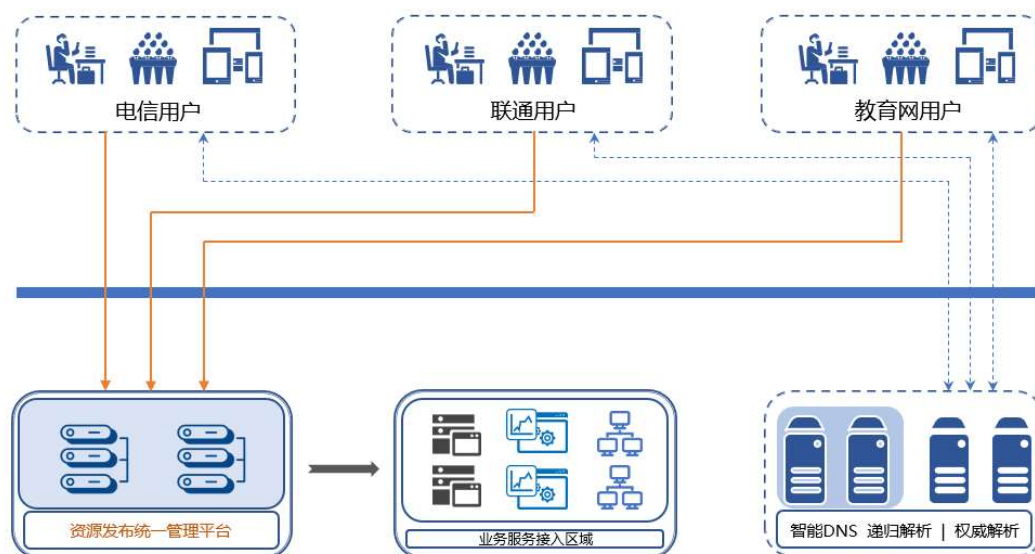 电信用户
联通用户
教育网用户
资源发布统一管理平台
业务服务接入区域
智能DNS 递归解析 | 权威解析